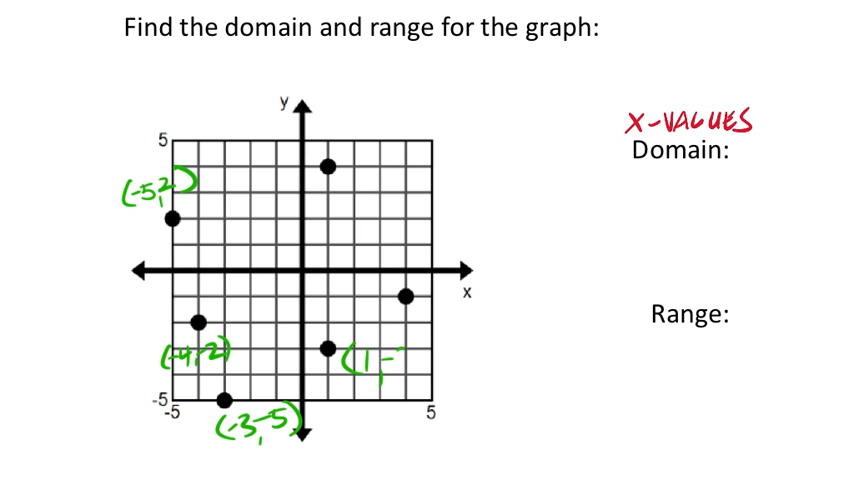 Find the domain and range for the graph:
y
5
X-VALUES
Domain:
(-5,2)
x
Range:
(-4,-2)
(1,-
-5
-5
5
(-3,-5)